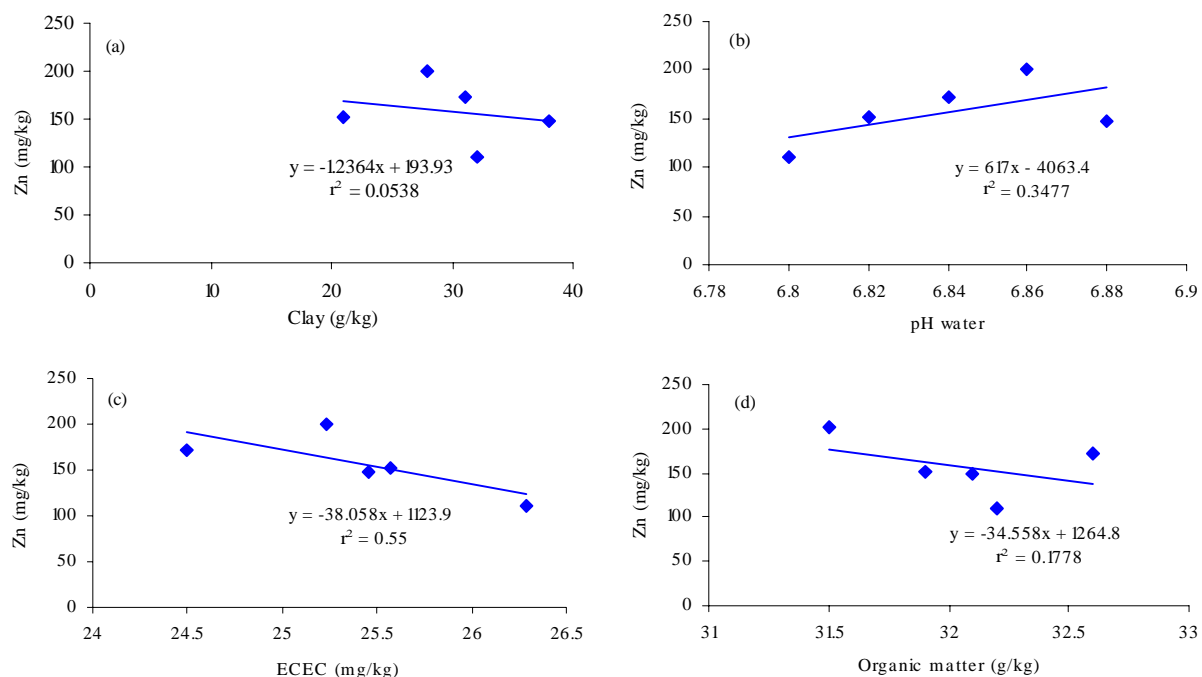 (a)
Zn (mg/kg)
250
200
150
100
50
0
y = -1.2364x + 193.93
r² = 0.0538
0 10 20 30 40
Clay (g/kg)
(b)
Zn (mg/kg)
250
200
150
100
50
0
y = 617x - 4063.4
r² = 0.3477
6.78 6.8 6.82 6.84 6.86 6.88 6.9
pH water
(c)
Zn (mg/kg)
250
200
150
100
50
0
y = -38.058x + 1123.9
r² = 0.55
24 24.5 25 25.5 26 26.5
ECEC (mg/kg)
(d)
Zn (mg/kg)
250
200
150
100
50
0
y = -34.558x + 1264.8
r² = 0.1778
31 31.5 32 32.5 33
Organic matter (g/kg)